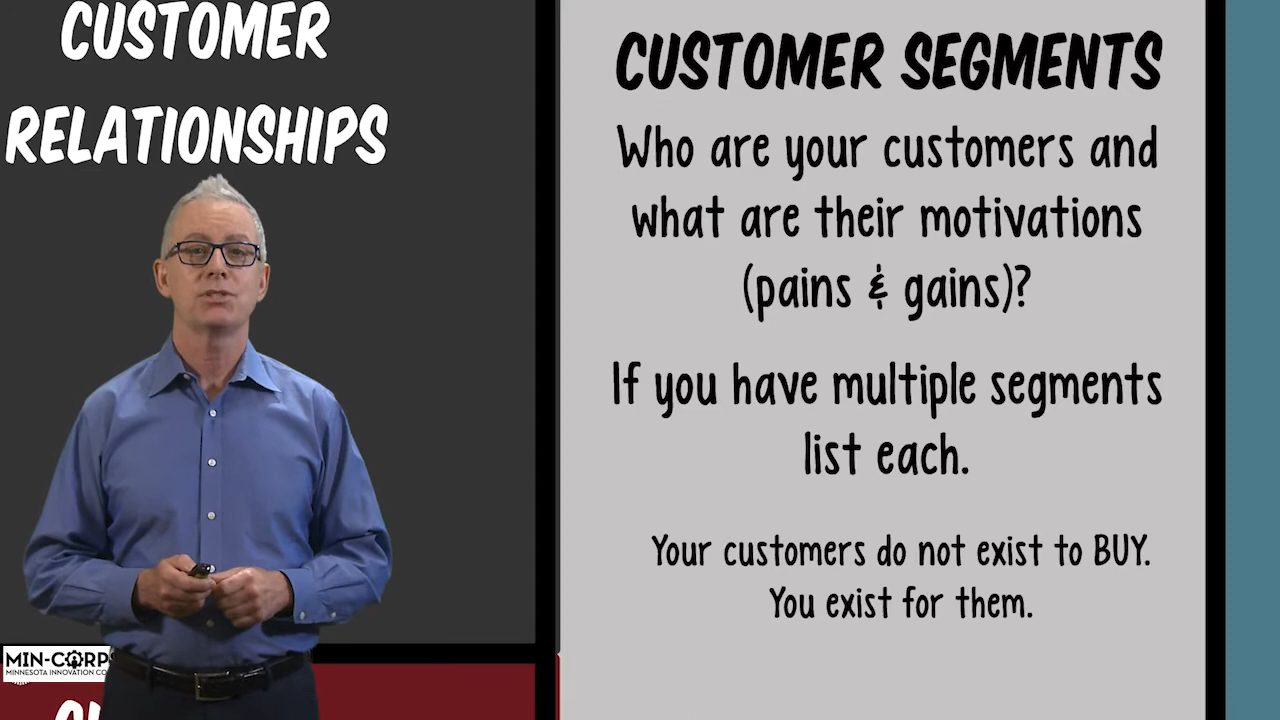 CUSTOMER
RELATIONSHIPS
CUSTOMER SEGMENTS
Who are your customers and
what are their motivations
(pains & gains)?
If you have multiple segments
list each.
Your customers do not exist to BUY.
You exist for them.
MIN-CORPS
MINNESOTA INNOVATION CO